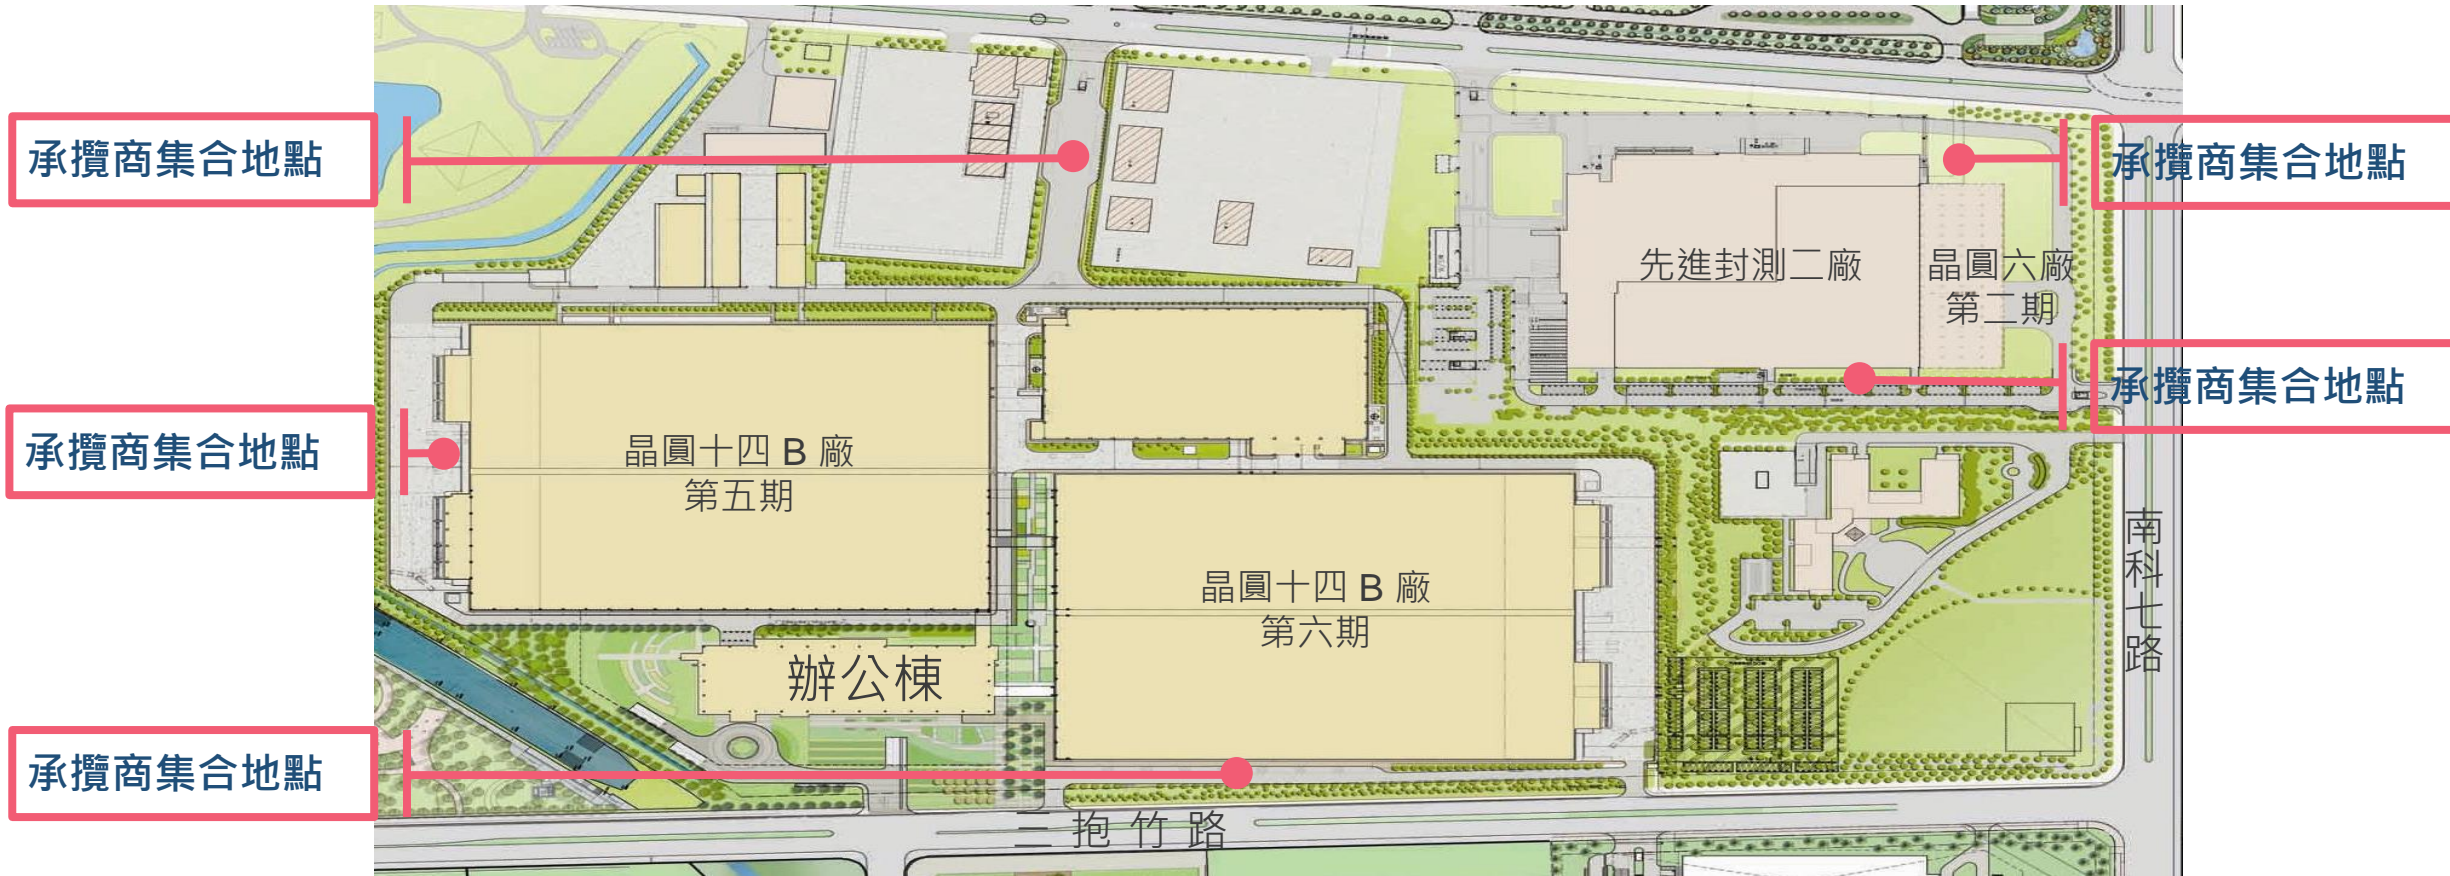 承攬商集合地點
承攬商集合地點
先進封測二廠
晶圓六廠
第二期
承攬商集合地點
承攬商集合地點
晶圓十四 B 廠
第五期
晶圓十四 B 廠
第六期
南科七路
辦公棟
承攬商集合地點
三抱竹路